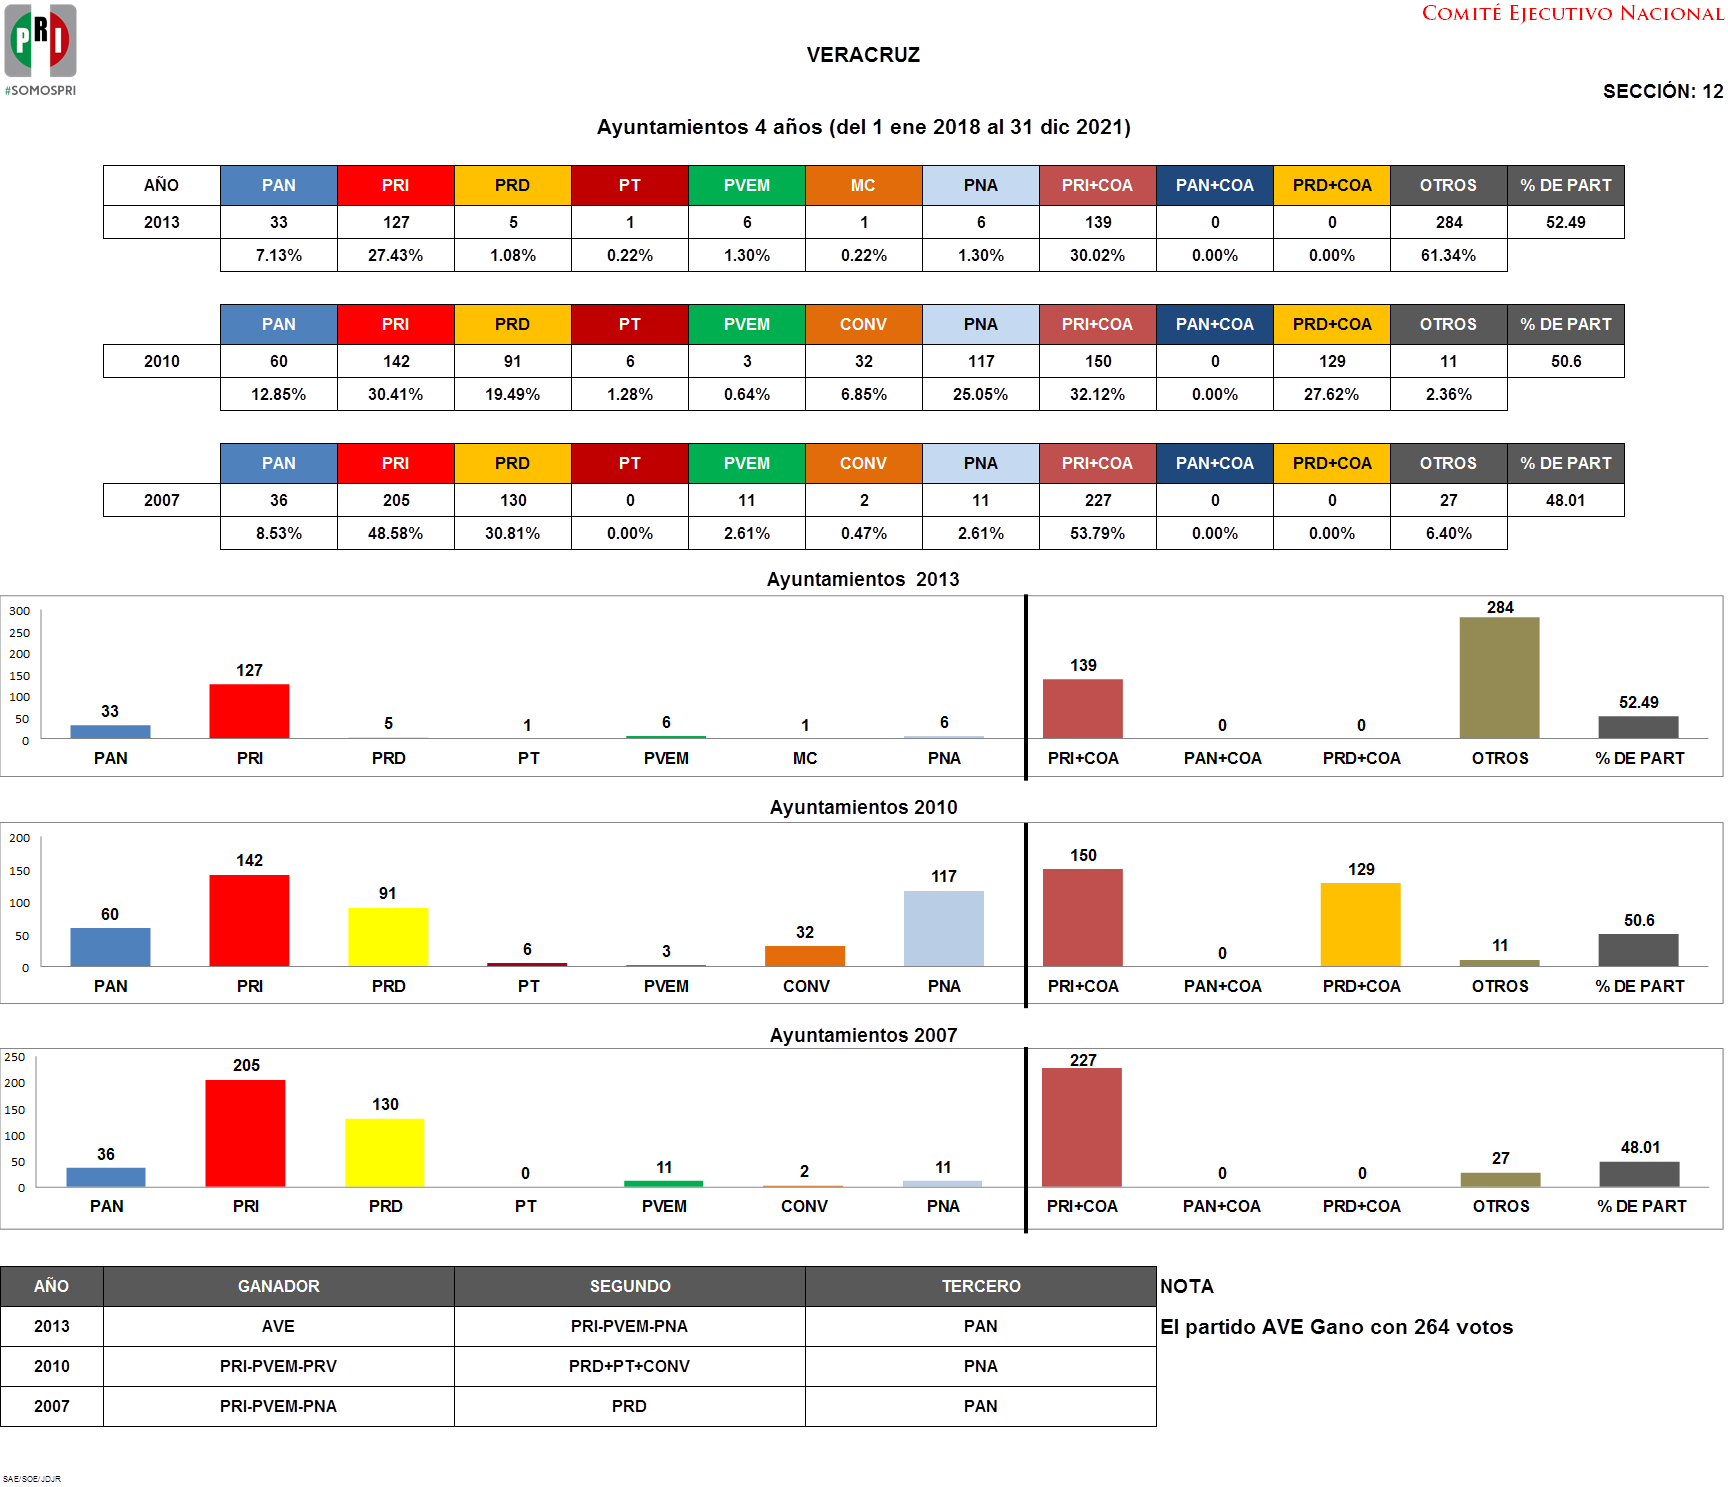 PRI
#SOMOSPRI
COMITÉ EJECUTIVO NACIONAL
VERACRUZ
SECCIÓN: 12
Ayuntamientos 4 años (del 1 ene 2018 al 31 dic 2021)
AÑO PAN PRI PRD PT PVEM MC PNA PRI+COA PAN+COA PRD+COA OTROS % DE PART
2013 33 127 5 1 6 1 6 139 0 0 284 52.49
7.13% 27.43% 1.08% 0.22% 1.30% 0.22% 1.30% 30.02% 0.00% 0.00% 61.34%
PAN PRI PRD PT PVEM CONV PNA PRI+COA PAN+COA PRD+COA OTROS % DE PART
2010 60 142 91 6 3 32 117 150 0 129 11 50.6
12.85% 30.41% 19.49% 1.28% 0.64% 6.85% 25.05% 32.12% 0.00% 27.62% 2.36%
PAN PRI PRD PT PVEM CONV PNA PRI+COA PAN+COA PRD+COA OTROS % DE PART
2007 36 205 130 0 11 2 11 227 0 0 27 48.01
8.53% 48.58% 30.81% 0.00% 2.61% 0.47% 2.61% 53.79% 0.00% 0.00% 6.40%
Ayuntamientos 2013
300
250
200
150
100
50
0
33 127 5 1 6 1 6 139 0 0 284 52.49
PAN PRI PRD PT PVEM MC PNA PRI+COA PAN+COA PRD+COA OTROS % DE PART
Ayuntamientos 2010
200
150
100
50
0
60 142 91 6 3 32 117 150 0 129 11 50.6
PAN PRI PRD PT PVEM CONV PNA PRI+COA PAN+COA PRD+COA OTROS % DE PART
Ayuntamientos 2007
250
200
150
100
50
0
36 205 130 0 11 2 11 227 0 0 27 48.01
PAN PRI PRD PT PVEM CONV PNA PRI+COA PAN+COA PRD+COA OTROS % DE PART
AÑO GANADOR SEGUNDO TERCERO NOTA
2013 AVE PRI-PVEM-PNA PAN El partido AVE Gano con 264 votos
2010 PRI-PVEM-PRV PRD+PT+CONV PNA
2007 PRI-PVEM-PNA PRD PAN
SAE/SOE/JDJR